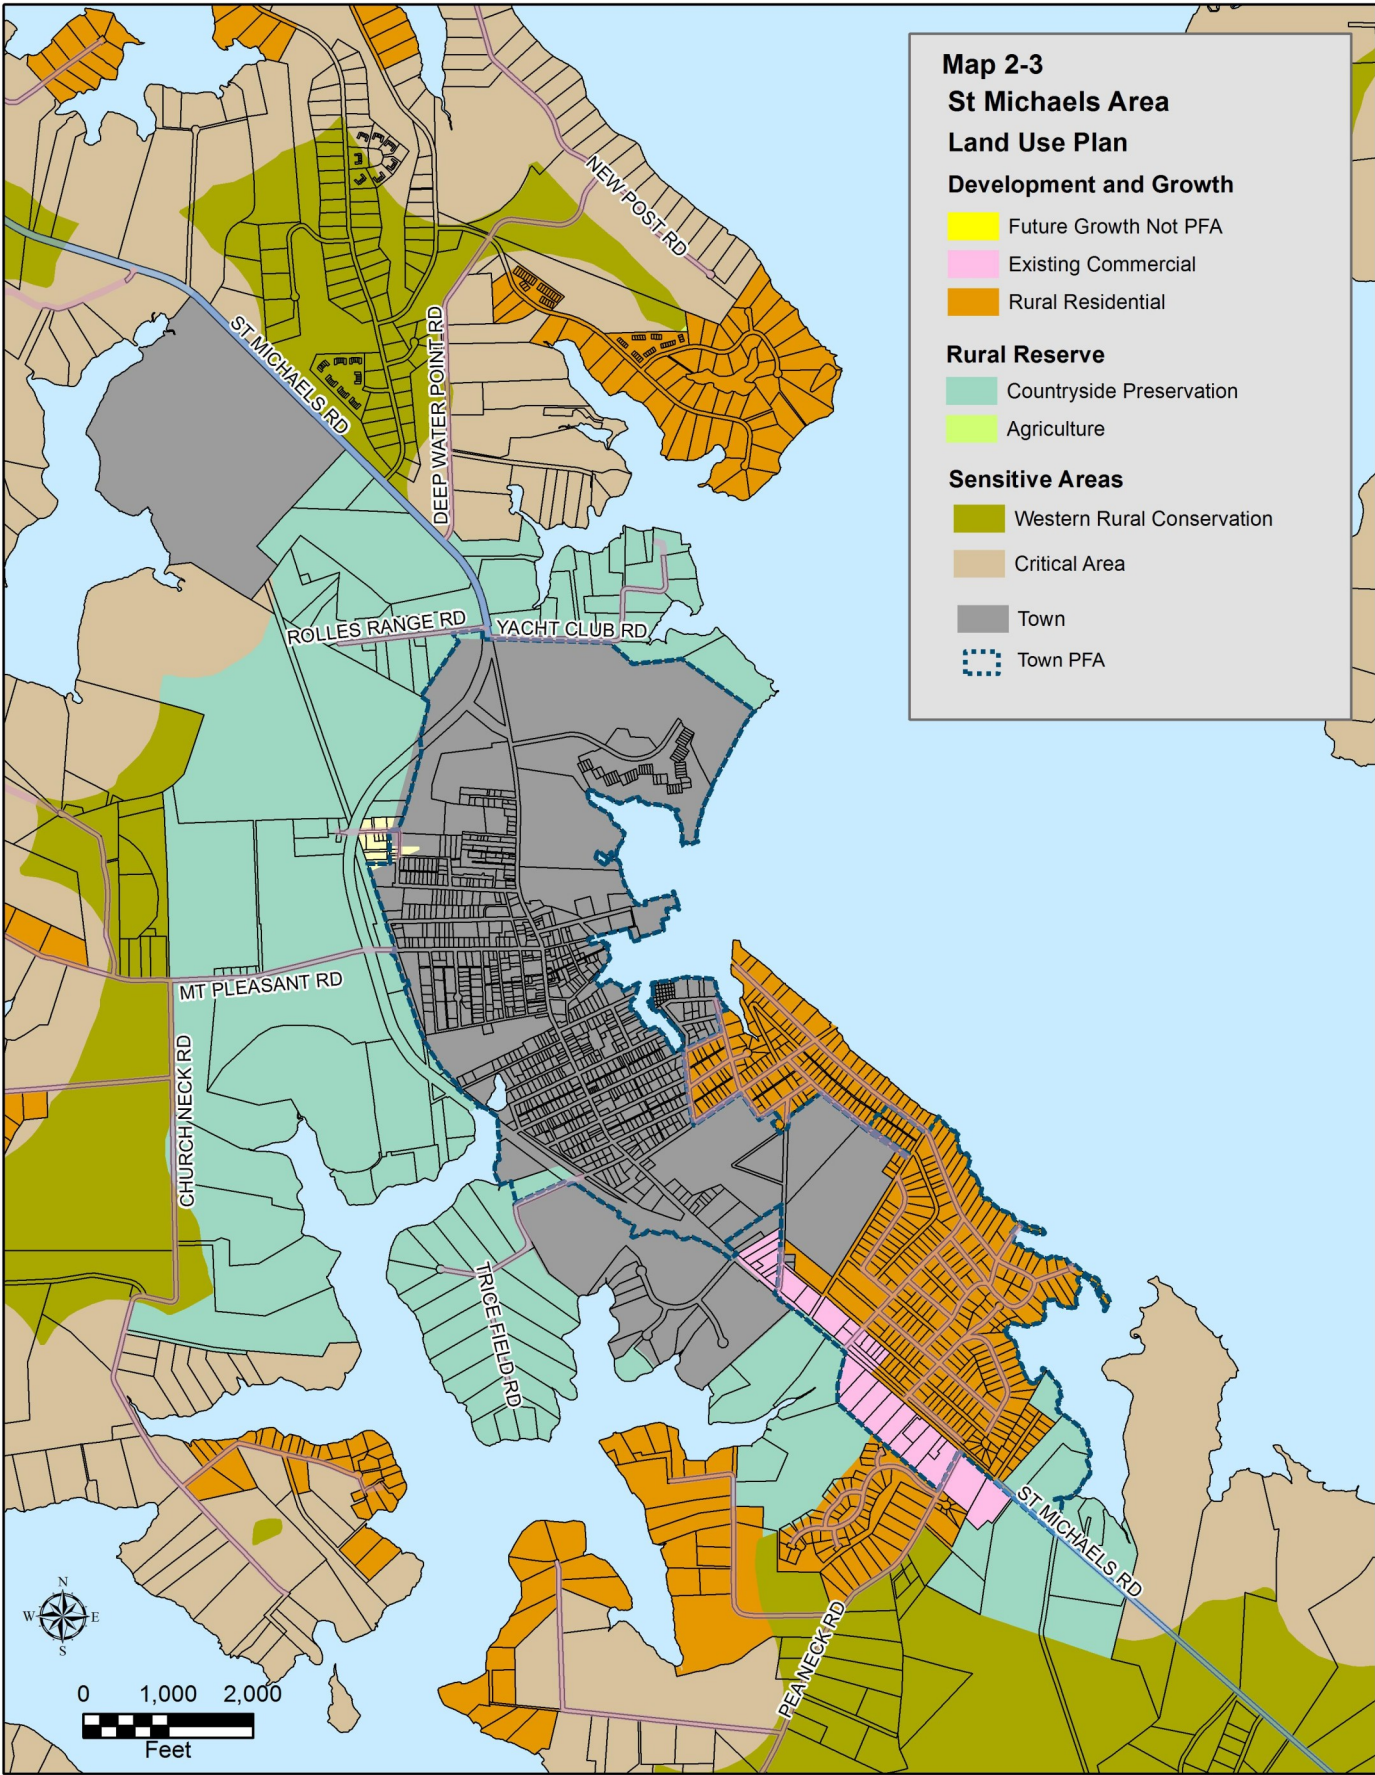 Map 2-3
St Michaels Area
Land Use Plan
Development and Growth
Future Growth Not PFA
Existing Commercial
Rural Residential
Rural Reserve
Countryside Preservation
Agriculture
Sensitive Areas
Western Rural Conservation
Critical Area
Town
Town PFA
NEW POST RD
ST MICHAELS RD
DEEP WATER POINT RD
ROLLES RANGE RD
YACHT CLUB RD
MT PLEASANT RD
CHURCH NECK RD
TRICE FIELD RD
ST MICHAELS RD
PEA NECK RD
N
W E
S
0 1,000 2,000
Feet